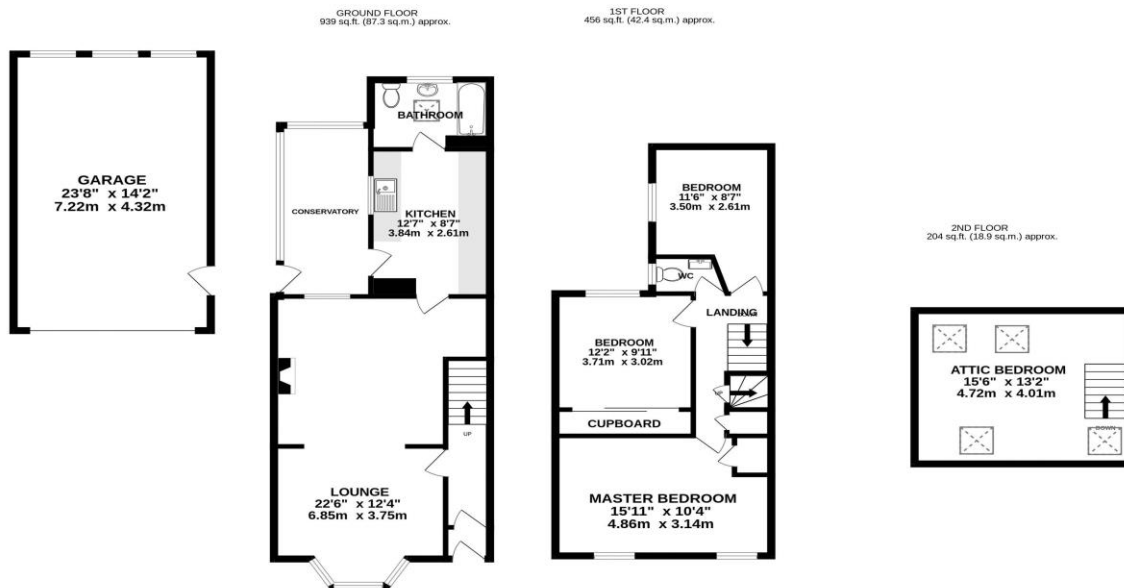 GROUND FLOOR
939 sq.ft. (87.3 sq.m.) approx.
1ST FLOOR
456 sq.ft. (42.4 sq.m.) approx.
2ND FLOOR
204 sq.ft. (18.9 sq.m.) approx.
GARAGE
23'8" x 14'2"
7.22m x 4.32m
BATHROOM
CONSERVATORY
KITCHEN
12'7" x 8'7"
3.84m x 2.61m
UP
LOUNGE
22'6" x 12'4"
6.85m x 3.75m
BEDROOM
11'6" x 8'7"
3.50m x 2.61m
WC
LANDING
DOWN
BEDROOM
12'2" x 9'11"
3.71m x 3.02m
UP
CUPBOARD
MASTER BEDROOM
15'11" x 10'4"
4.86m x 3.14m
ATTIC BEDROOM
15'6" x 13'2"
4.72m x 4.01m
DOWN